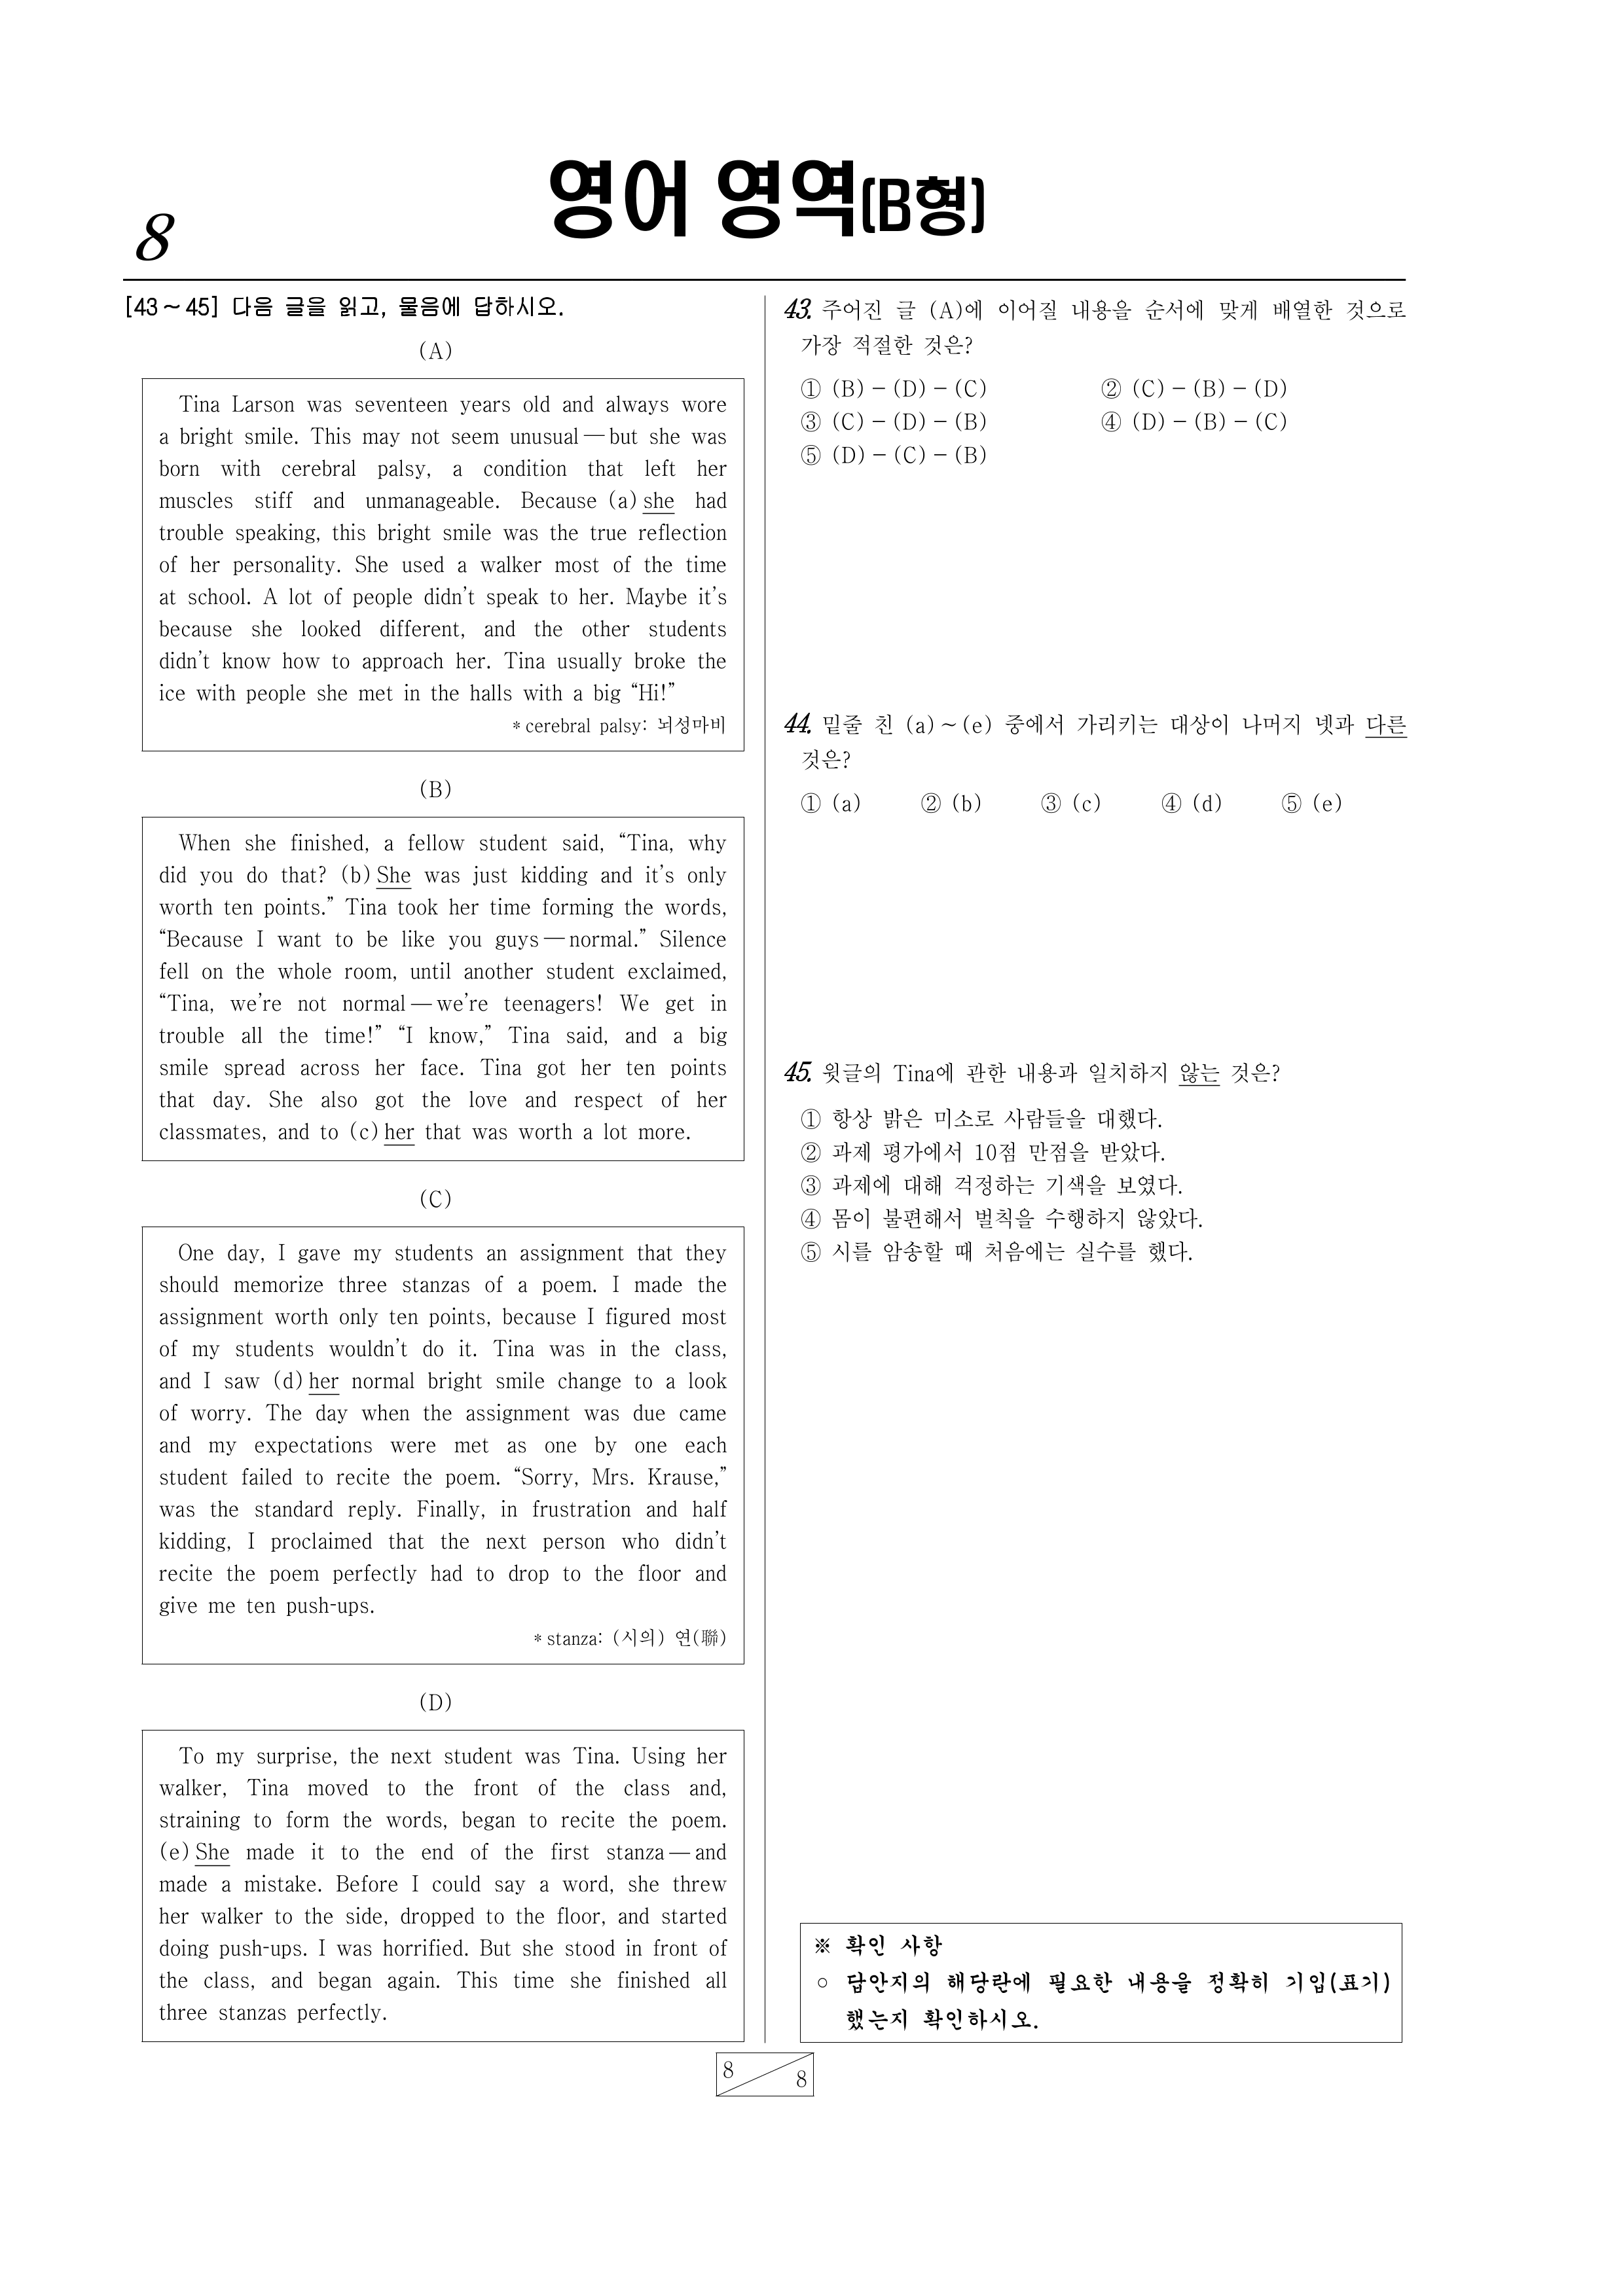 8
영어 영역(B형)
[43～45] 다음 글을 읽고, 물음에 답하시오.
(A)
Tina Larson was seventeen years old and always wore
a bright smile. This may not seem unusual — but she was
born with cerebral palsy, a condition that left her
muscles stiff and unmanageable. Because (a) she had
trouble speaking, this bright smile was the true reflection
of her personality. She used a walker most of the time
at school. A lot of people didn’t speak to her. Maybe it’s
because she looked different, and the other students
didn’t know how to approach her. Tina usually broke the
ice with people she met in the halls with a big “Hi!”
* cerebral palsy: 뇌성마비
(B)
When she finished, a fellow student said, “Tina, why
did you do that? (b) She was just kidding and it’s only
worth ten points.” Tina took her time forming the words,
“Because I want to be like you guys — normal.” Silence
fell on the whole room, until another student exclaimed,
“Tina, we’re not normal — we’re teenagers! We get in
trouble all the time!” “I know,” Tina said, and a big
smile spread across her face. Tina got her ten points
that day. She also got the love and respect of her
classmates, and to (c) her that was worth a lot more.
(C)
One day, I gave my students an assignment that they
should memorize three stanzas of a poem. I made the
assignment worth only ten points, because I figured most
of my students wouldn’t do it. Tina was in the class,
and I saw (d) her normal bright smile change to a look
of worry. The day when the assignment was due came
and my expectations were met as one by one each
student failed to recite the poem. “Sorry, Mrs. Krause,”
was the standard reply. Finally, in frustration and half
kidding, I proclaimed that the next person who didn’t
recite the poem perfectly had to drop to the floor and
give me ten push-ups.
* stanza: (시의) 연(聯)
(D)
To my surprise, the next student was Tina. Using her
walker, Tina moved to the front of the class and,
straining to form the words, began to recite the poem.
(e) She made it to the end of the first stanza — and
made a mistake. Before I could say a word, she threw
her walker to the side, dropped to the floor, and started
doing push-ups. I was horrified. But she stood in front of
the class, and began again. This time she finished all
three stanzas perfectly.
43. 주어진 글 (A)에 이어질 내용을 순서에 맞게 배열한 것으로
가장 적절한 것은?
① (B) － (D) － (C) ② (C) － (B) － (D)
③ (C) － (D) － (B) ④ (D) － (B) － (C)
⑤ (D) － (C) － (B)
44. 밑줄 친 (a)～(e) 중에서 가리키는 대상이 나머지 넷과 다른
것은?
① (a) ② (b) ③ (c) ④ (d) ⑤ (e)
45. 윗글의 Tina에 관한 내용과 일치하지 않는 것은?
① 항상 밝은 미소로 사람들을 대했다.
② 과제 평가에서 10점 만점을 받았다.
③ 과제에 대해 걱정하는 기색을 보였다.
④ 몸이 불편해서 벌칙을 수행하지 않았다.
⑤ 시를 암송할 때 처음에는 실수를 했다.
※ 확인 사항
○ 답안지의 해당란에 필요한 내용을 정확히 기입(표기)
했는지 확인하시오.
8
8